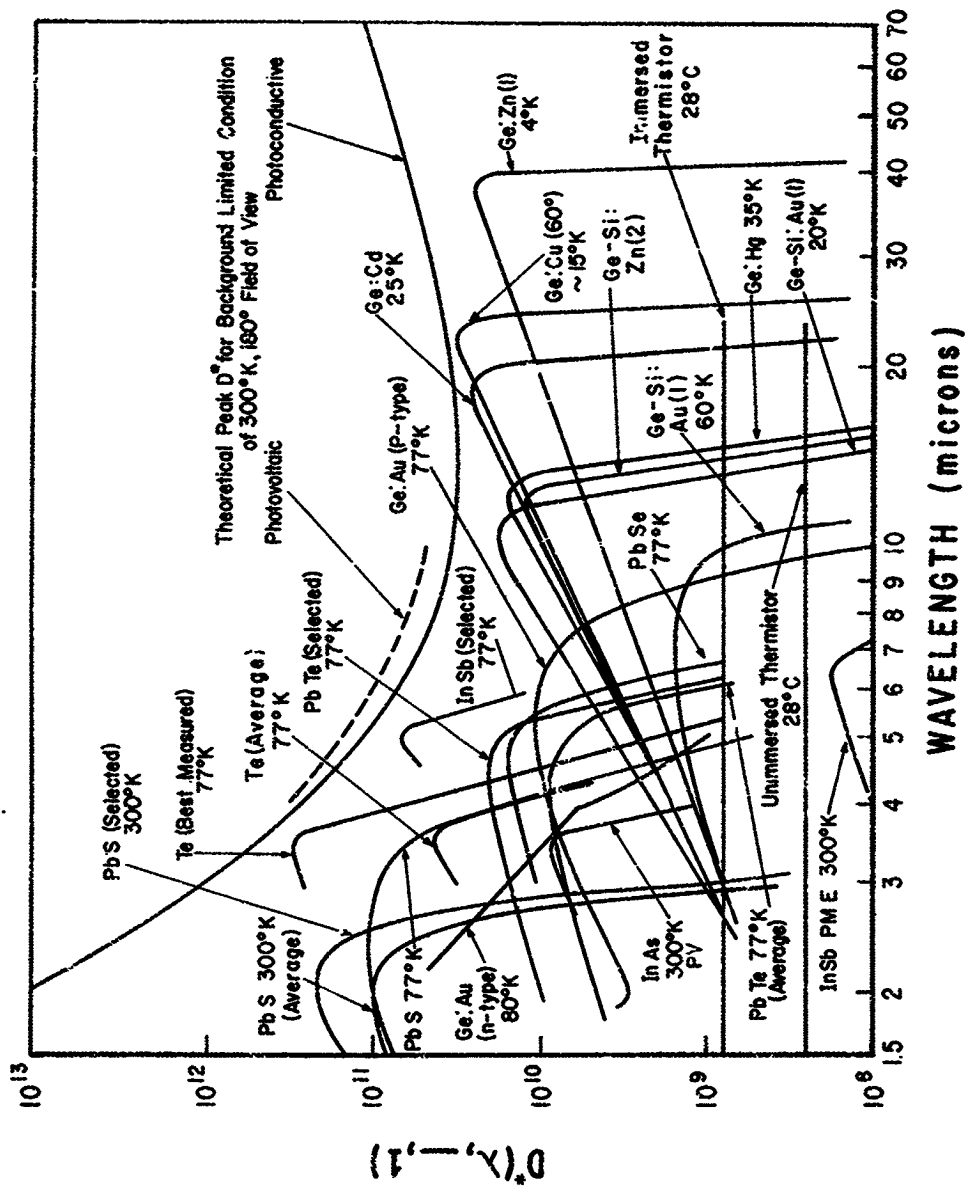 D*(λ,—,1)
10¹³
10¹²
10¹¹
10¹⁰
10⁹
10⁸
Theoretical Peak D* for Background Limited Condition
of 300°K, 180° Field of View
Photovoltaic
Photoconductive
PbS (Selected)
300°K
Te (Best Measured)
77°K
Te (Average)
77°K
Pb Te (Selected)
77°K
InSb (Selected)
77°K
Ge:Au (P-type)
77°K
Ge:Cd
25°K
Ge:Zn(1)
4°K
Ge:Cu (60°)
~15°K
Ge-Si:
Zn(2)
Immersed
Thermistor
28°C
Ge:Hg 35°K
Ge-Si:Au(1)
20°K
Ge-Si:
Au(1)
60°K
Pb Se
77°K
PbS 300°K
(Average)
PbS 77°K
Ge:Au
(n-type)
80°K
InAs
300°K
PV
Pb Te 77°K
(Average)
Unimmersed Thermistor
28°C
InSb PME 300°K
1.5
2
3
4
5
6
7
8
9
10
20
30
40
50
60
70
WAVELENGTH (microns)